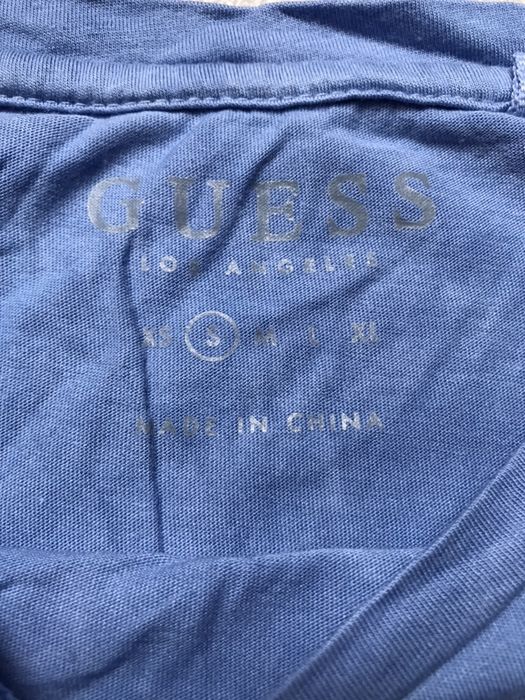 GUESS
LOS ANGELES
XS S M L XL
MADE IN CHINA